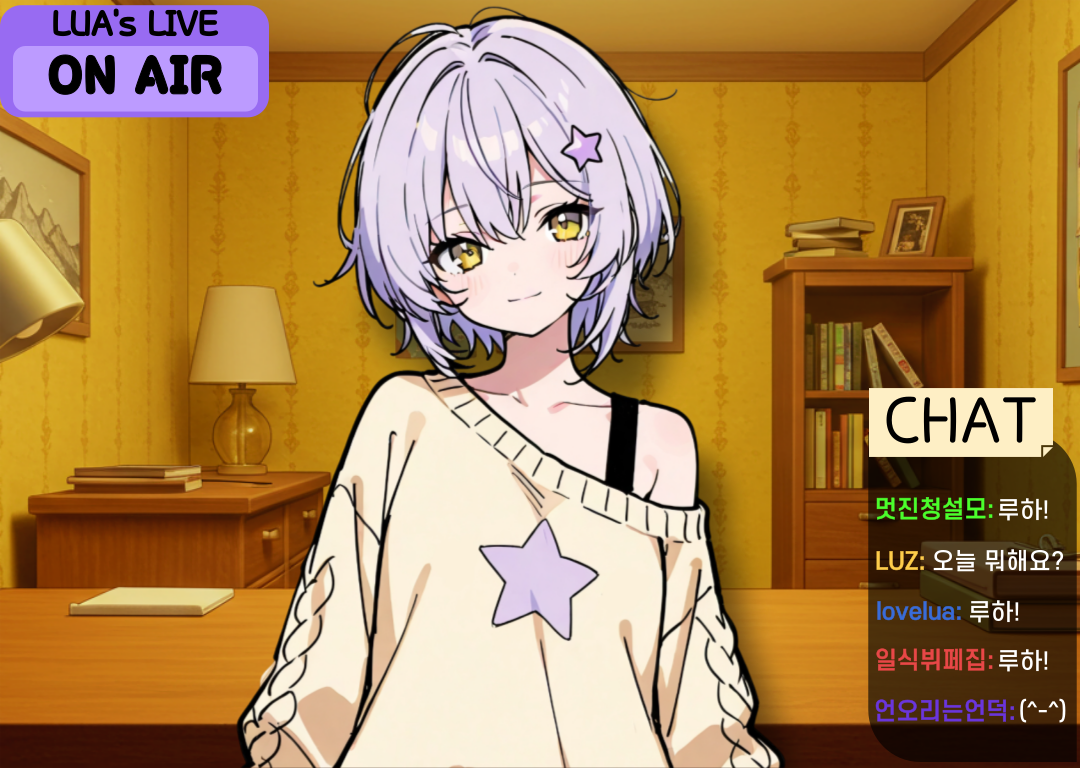 LUA's LIVE
ON AIR
CHAT
멋진청설모: 루하!
LUZ: 오늘 뭐해요?
lovelua: 루하!
일식뷔페집: 루하!
언오리는언덕: (^-^)